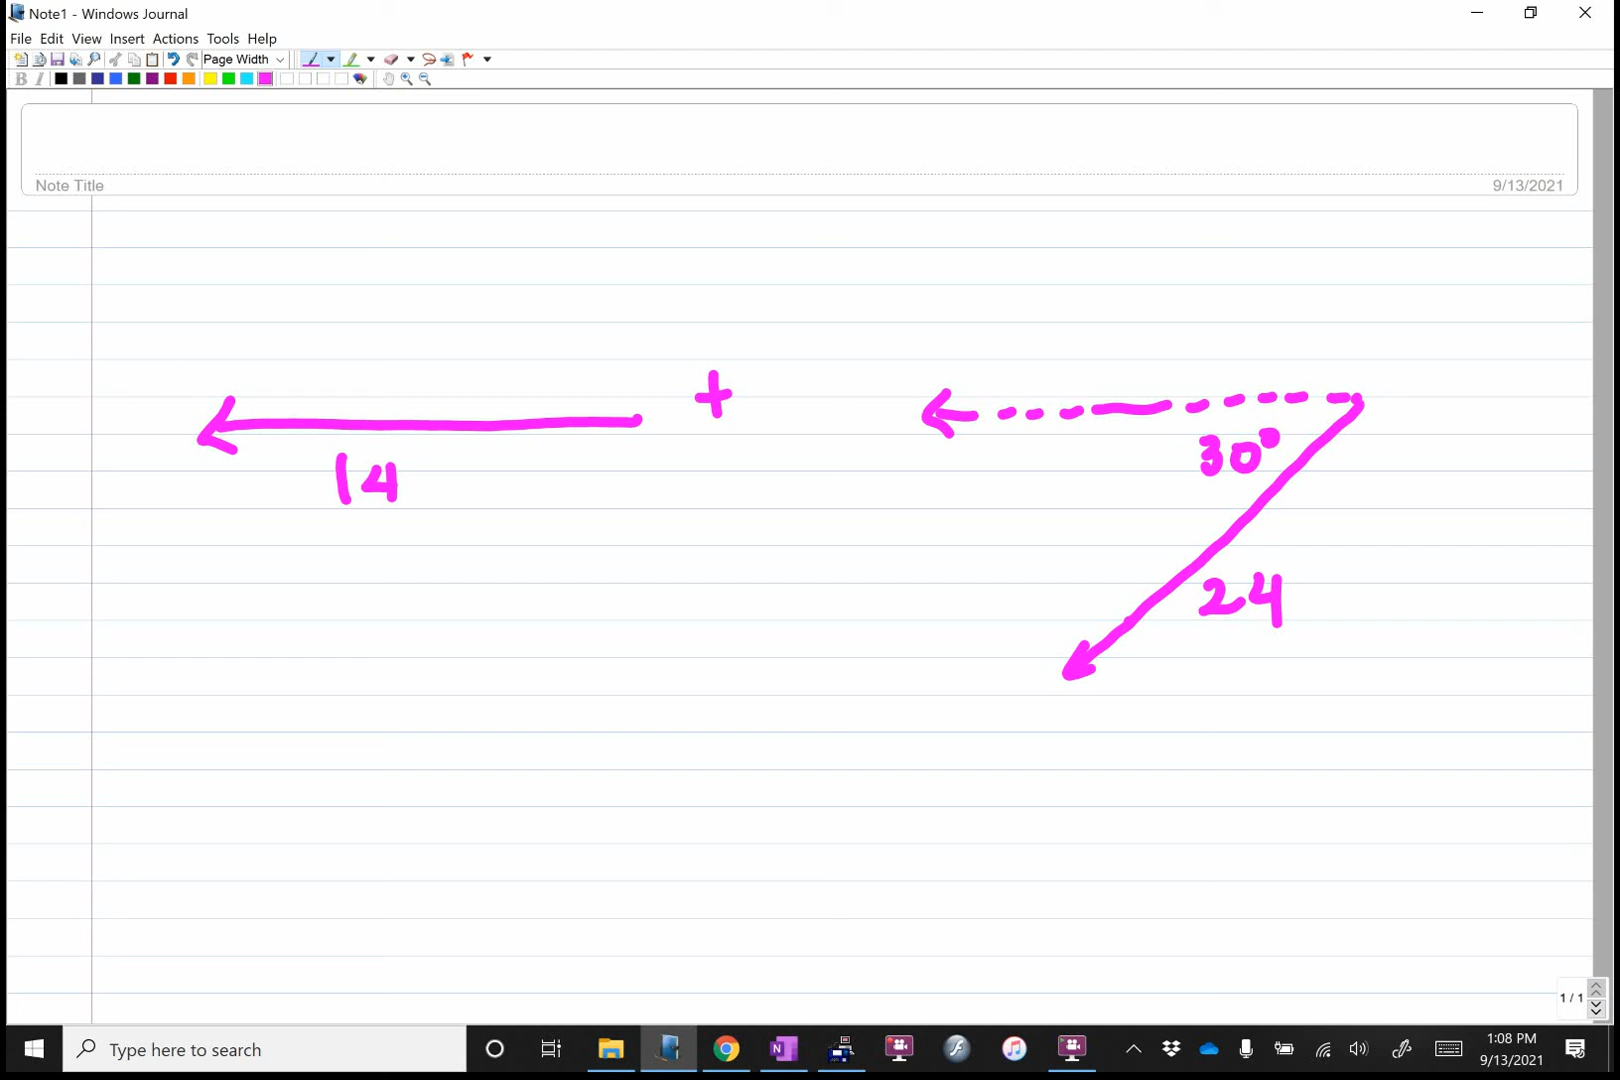 Note1 - Windows Journal
File Edit View Insert Actions Tools Help
Page Width
B I
Note Title 9/13/2021
+
14
30°
24
1 / 1
Type here to search
N
f
1:08 PM
9/13/2021